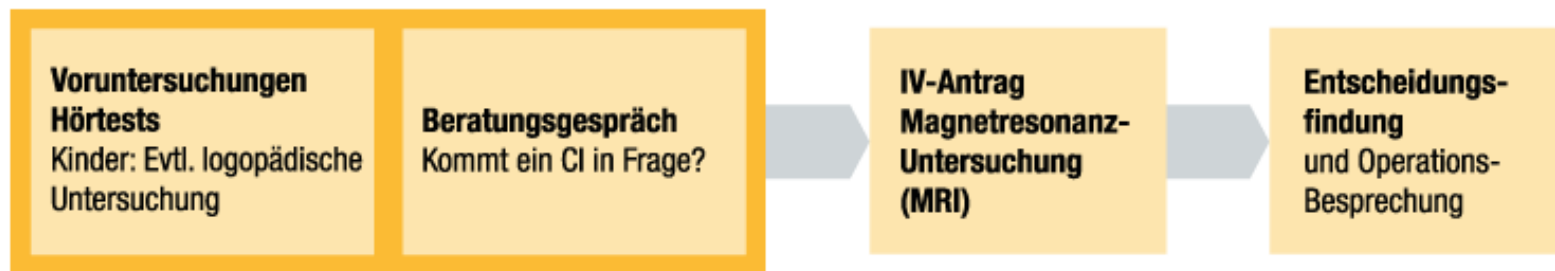 Voruntersuchungen
Hörtests
Kinder: Evtl. logopädische
Untersuchung
Beratungsgespräch
Kommt ein CI in Frage?
IV-Antrag
Magnetresonanz-
Untersuchung
(MRI)
Entscheidungs-
findung
und Operations-
Besprechung